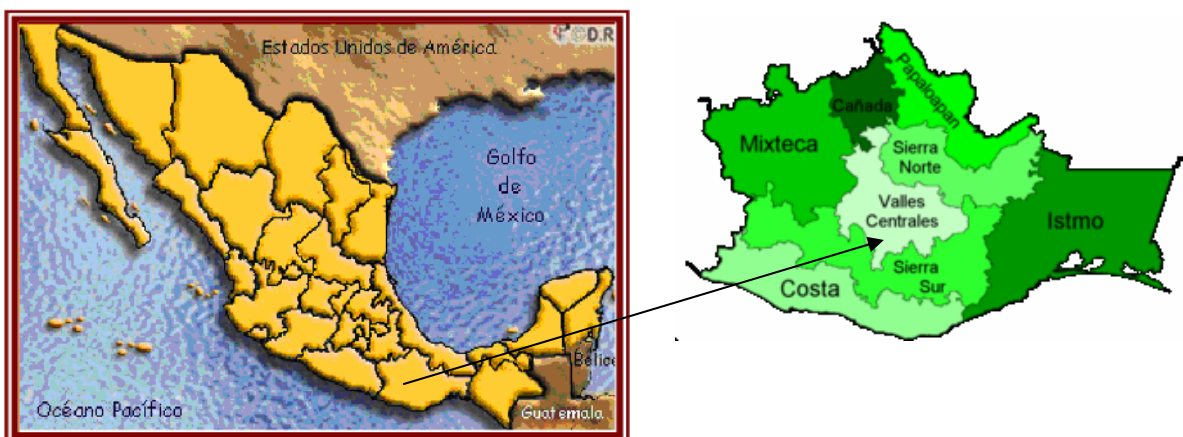 Estados Unidos de América
D.R
Golfo
de
México
Océano Pacífico
Belice
Guatemala
Cañada
Papaloapan
Mixteca
Sierra
Norte
Valles
Centrales
Istmo
Sierra
Sur
Costa